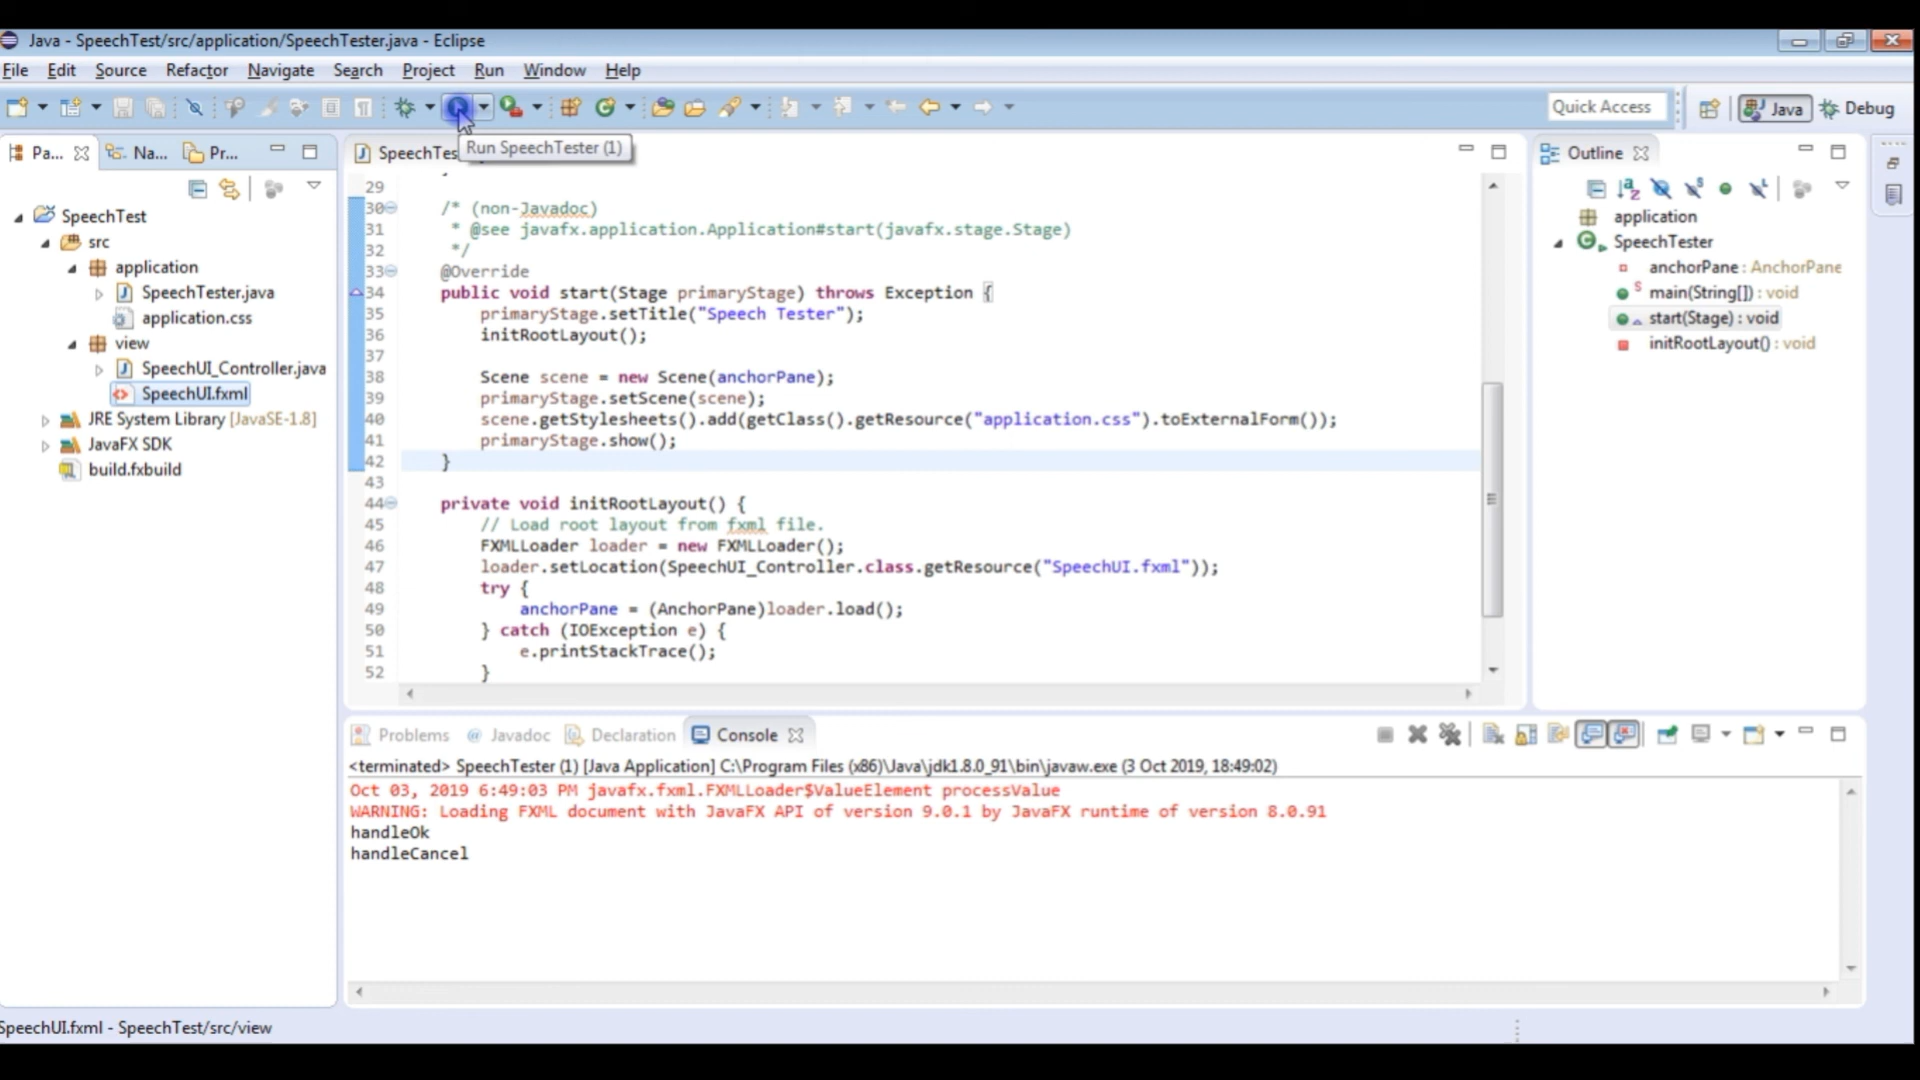 Java - SpeechTest/src/application/SpeechTester.java - Eclipse
File Edit Source Refactor Navigate Search Project Run Window Help
Quick Access Java Debug
Pa... Na... Pr...
Run SpeechTester (1)
Outline
SpeechTest
src
application
SpeechTester.java
application.css
view
SpeechUI_Controller.java
SpeechUI.fxml
JRE System Library [JavaSE-1.8]
JavaFX SDK
build.fxbuild
29
30 /* (non-Javadoc)
31 * @see javafx.application.Application#start(javafx.stage.Stage)
32 */
33 @Override
34 public void start(Stage primaryStage) throws Exception {
35 primaryStage.setTitle("Speech Tester");
36 initRootLayout();
37
38 Scene scene = new Scene(anchorPane);
39 primaryStage.setScene(scene);
40 scene.getStylesheets().add(getClass().getResource("application.css").toExternalForm());
41 primaryStage.show();
42 }
43
44 private void initRootLayout() {
45 // Load root layout from fxml file.
46 FXMLLoader loader = new FXMLLoader();
47 loader.setLocation(SpeechUI_Controller.class.getResource("SpeechUI.fxml"));
48 try {
49 anchorPane = (AnchorPane)loader.load();
50 } catch (IOException e) {
51 e.printStackTrace();
52 }
application
SpeechTester
anchorPane : AnchorPane
main(String[]) : void
start(Stage) : void
initRootLayout() : void
Problems @ Javadoc Declaration Console
<terminated> SpeechTester (1) [Java Application] C:\Program Files (x86)\Java\jdk1.8.0_91\bin\javaw.exe (3 Oct 2019, 18:49:02)
Oct 03, 2019 6:49:03 PM javafx.fxml.FXMLLoader$ValueElement processValue
WARNING: Loading FXML document with JavaFX API of version 9.0.1 by JavaFX runtime of version 8.0.91
handleOk
handleCancel
SpeechUI.fxml - SpeechTest/src/view